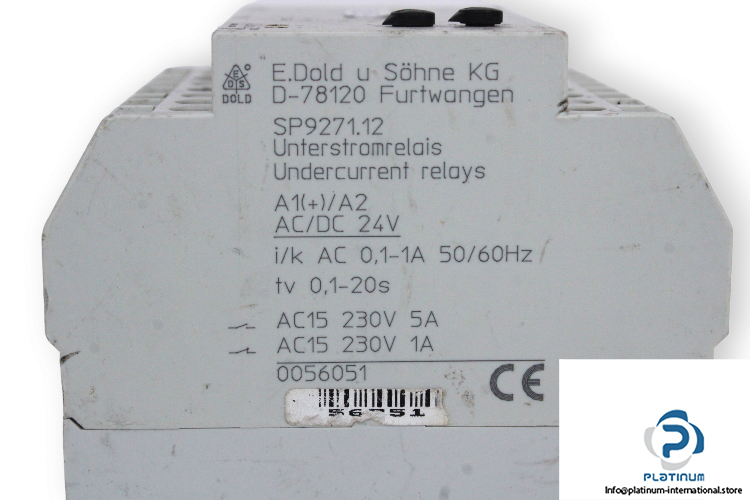 E.Dold u Söhne KG
D-78120 Furtwangen
E D S
DOLD
SP9271.12
Unterstromrelais
Undercurrent relays
A1(+)/A2
AC/DC 24V
i/k AC 0,1-1A 50/60Hz
tv 0,1-20s
AC15 230V 5A
AC15 230V 1A
0056051
CE
56051
PLATINUM
INTERNATIONAL
Info@platinum-international.store